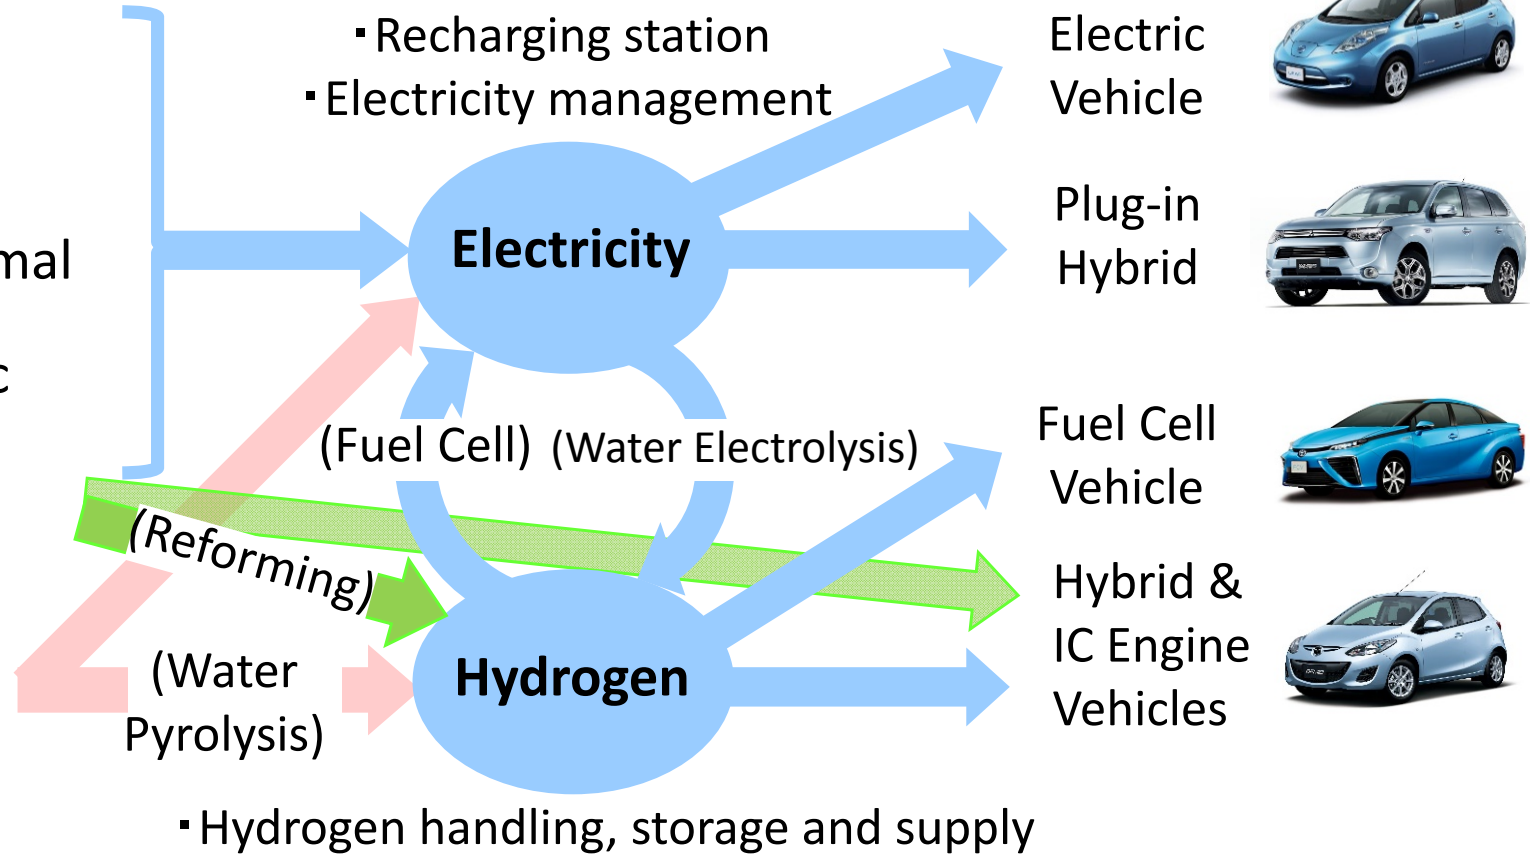 ・Recharging station
・Electricity management
Electric
Vehicle
Electricity
Plug-in
Hybrid
mal
c
(Fuel Cell)
(Water Electrolysis)
Fuel Cell
Vehicle
(Reforming)
Hybrid &
IC Engine
Vehicles
(Water
Pyrolysis)
Hydrogen
・Hydrogen handling, storage and supply